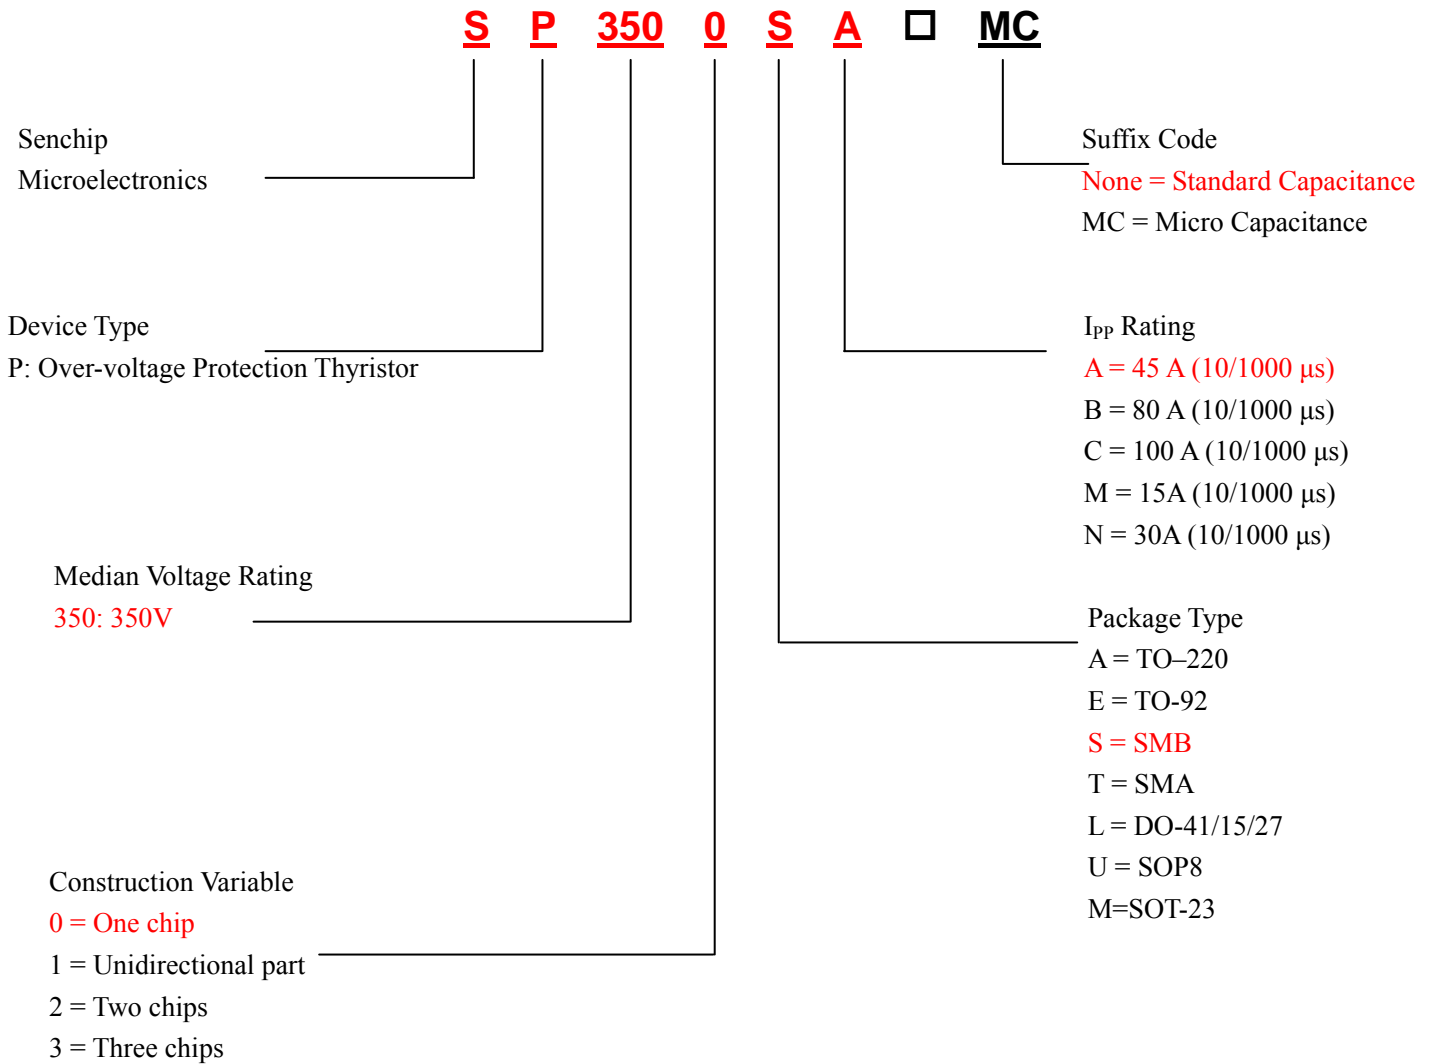 S P 350 0 S A □ MC
Senchip
Microelectronics
Suffix Code
None = Standard Capacitance
MC = Micro Capacitance
Device Type
P: Over-voltage Protection Thyristor
IPP Rating
A = 45 A (10/1000 μs)
B = 80 A (10/1000 μs)
C = 100 A (10/1000 μs)
M = 15A (10/1000 μs)
N = 30A (10/1000 μs)
Median Voltage Rating
350: 350V
Package Type
A = TO–220
E = TO-92
S = SMB
T = SMA
L = DO-41/15/27
U = SOP8
M=SOT-23
Construction Variable
0 = One chip
1 = Unidirectional part
2 = Two chips
3 = Three chips